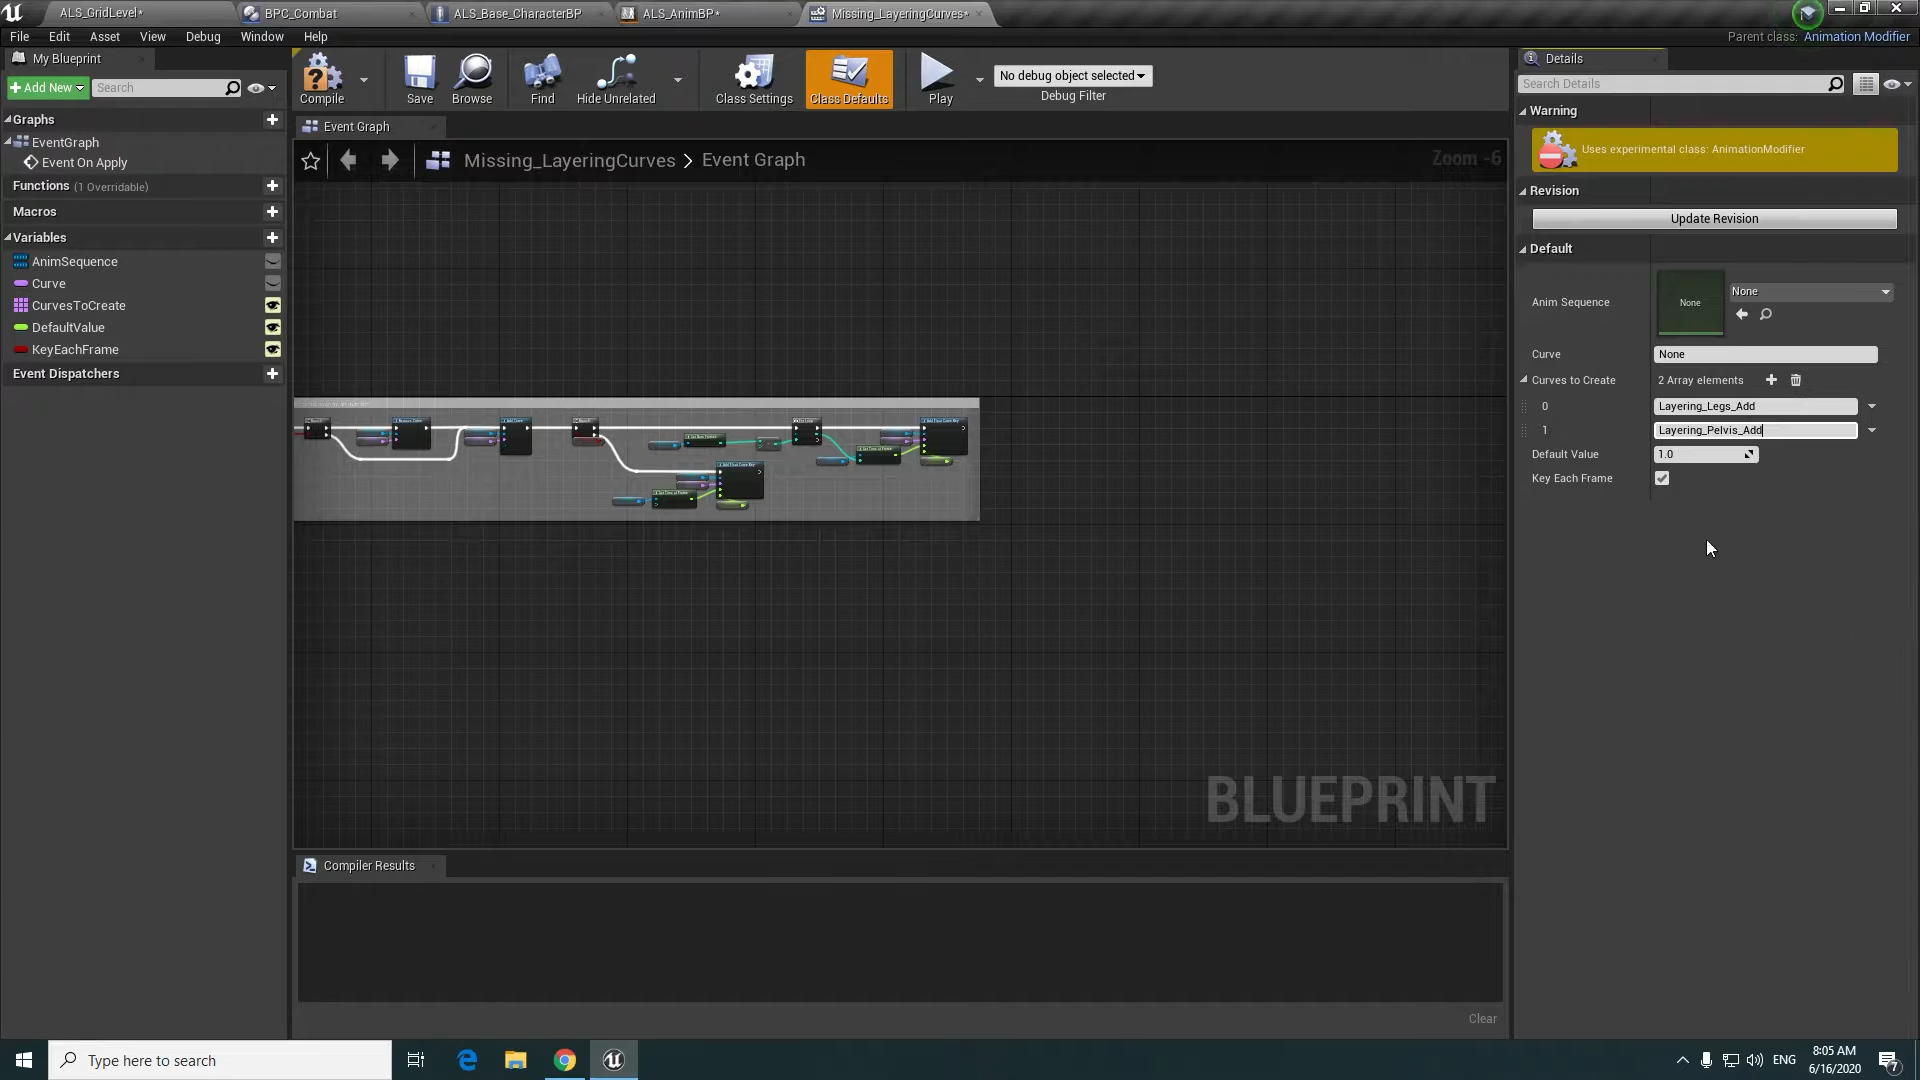 ALS_GridLevel*
BPC_Combat
ALS_Base_CharacterBP
ALS_AnimBP*
Missing_LayeringCurves*
File Edit Asset View Debug Window Help
Parent class: Animation Modifier
My Blueprint
Add New
Search
Compile
Save
Browse
Find
Hide Unrelated
Class Settings
Class Defaults
Play
No debug object selected
Debug Filter
Graphs
EventGraph
Event On Apply
Functions (1 Overridable)
Macros
Variables
AnimSequence
Curve
CurvesToCreate
DefaultValue
KeyEachFrame
Event Dispatchers
Event Graph
Missing_LayeringCurves > Event Graph
Zoom -6
BLUEPRINT
Compiler Results
Clear
Details
Search Details
Warning
Uses experimental class: AnimationModifier
Revision
Update Revision
Default
Anim Sequence
None
None
Curve
None
Curves to Create
2 Array elements
0
Layering_Legs_Add
1
Layering_Pelvis_Add
Default Value
1.0
Key Each Frame
Type here to search
ENG
8:05 AM
6/16/2020
7